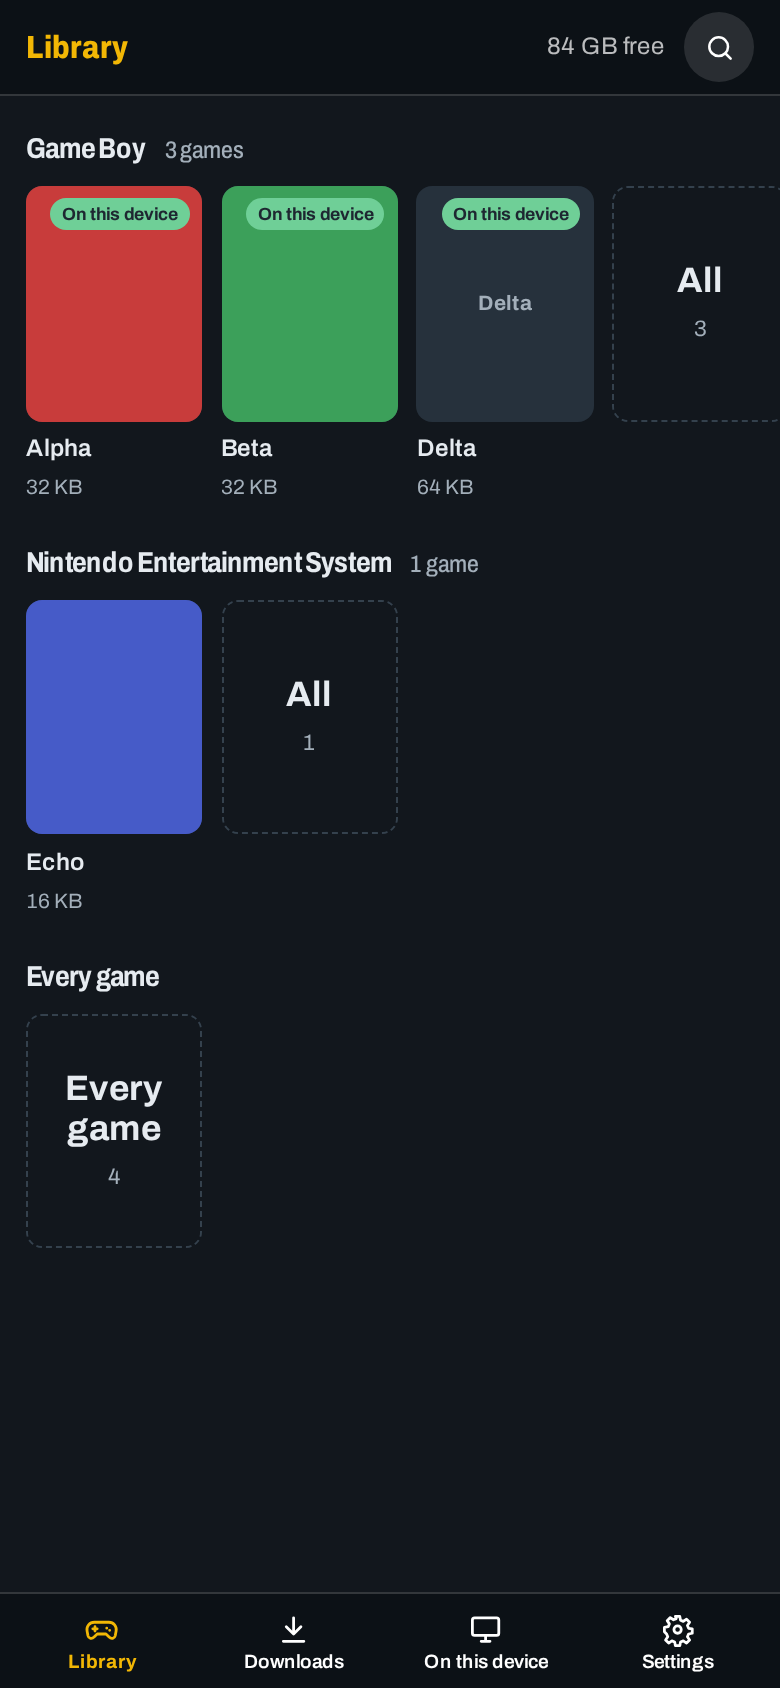 Library
84 GB free
Game Boy 3 games
On this device
On this device
On this device
Delta
All
3
Alpha
Beta
Delta
32 KB
32 KB
64 KB
Nintendo Entertainment System 1 game
All
1
Echo
16 KB
Every game
Every
game
4
Library
Downloads
On this device
Settings